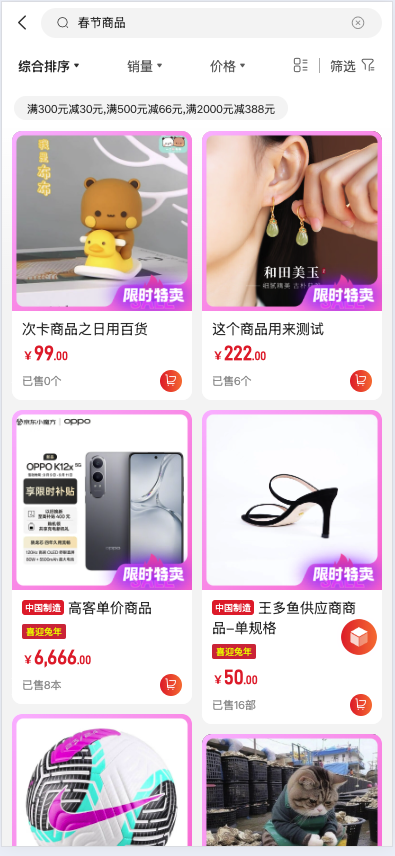 春节商品
综合排序
销量
价格
筛选
满300元减30元,满500元减66元,满2000元减388元
限时特卖
次卡商品之日用百货
¥99.00
已售0个
和田美玉
限时特卖
这个商品用来测试
¥222.00
已售6个
京东小魔方 oppo
OPPO K12x 5G
享限时补贴
限时特卖
中国制造 高客单价商品
喜迎兔年
¥6,666.00
已售8本
限时特卖
中国制造 王多鱼供应商商
品-单规格
喜迎兔年
¥50.00
已售16部